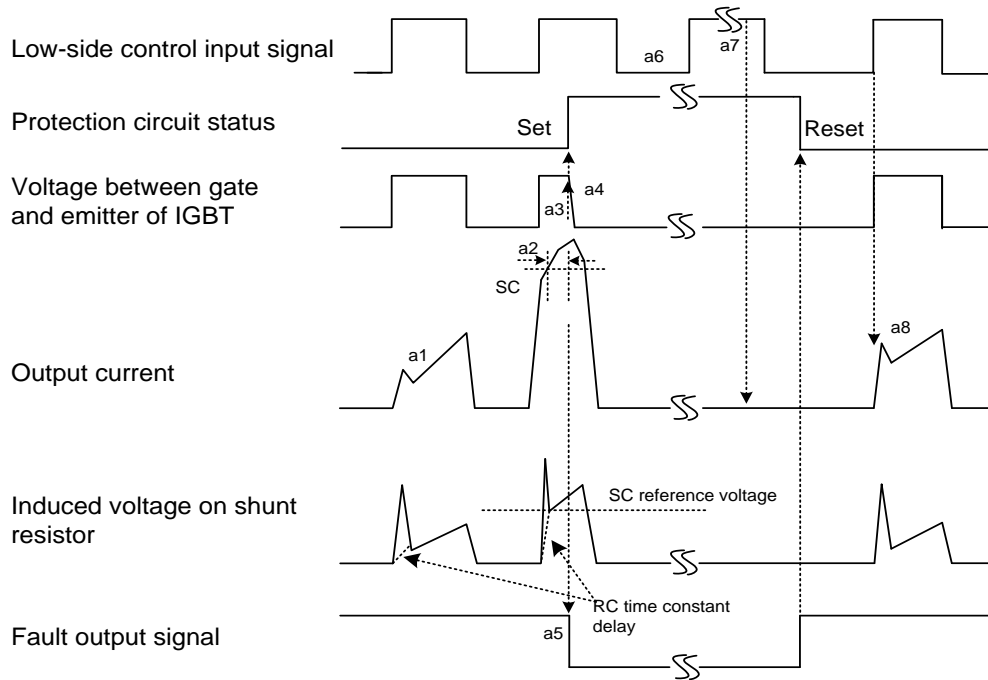 Low-side control input signal
a6
a7
Protection circuit status
Set
Reset
Voltage between gate
and emitter of IGBT
a3
a4
a2
SC
Output current
a1
a8
Induced voltage on shunt
resistor
SC reference voltage
RC time constant
delay
Fault output signal
a5